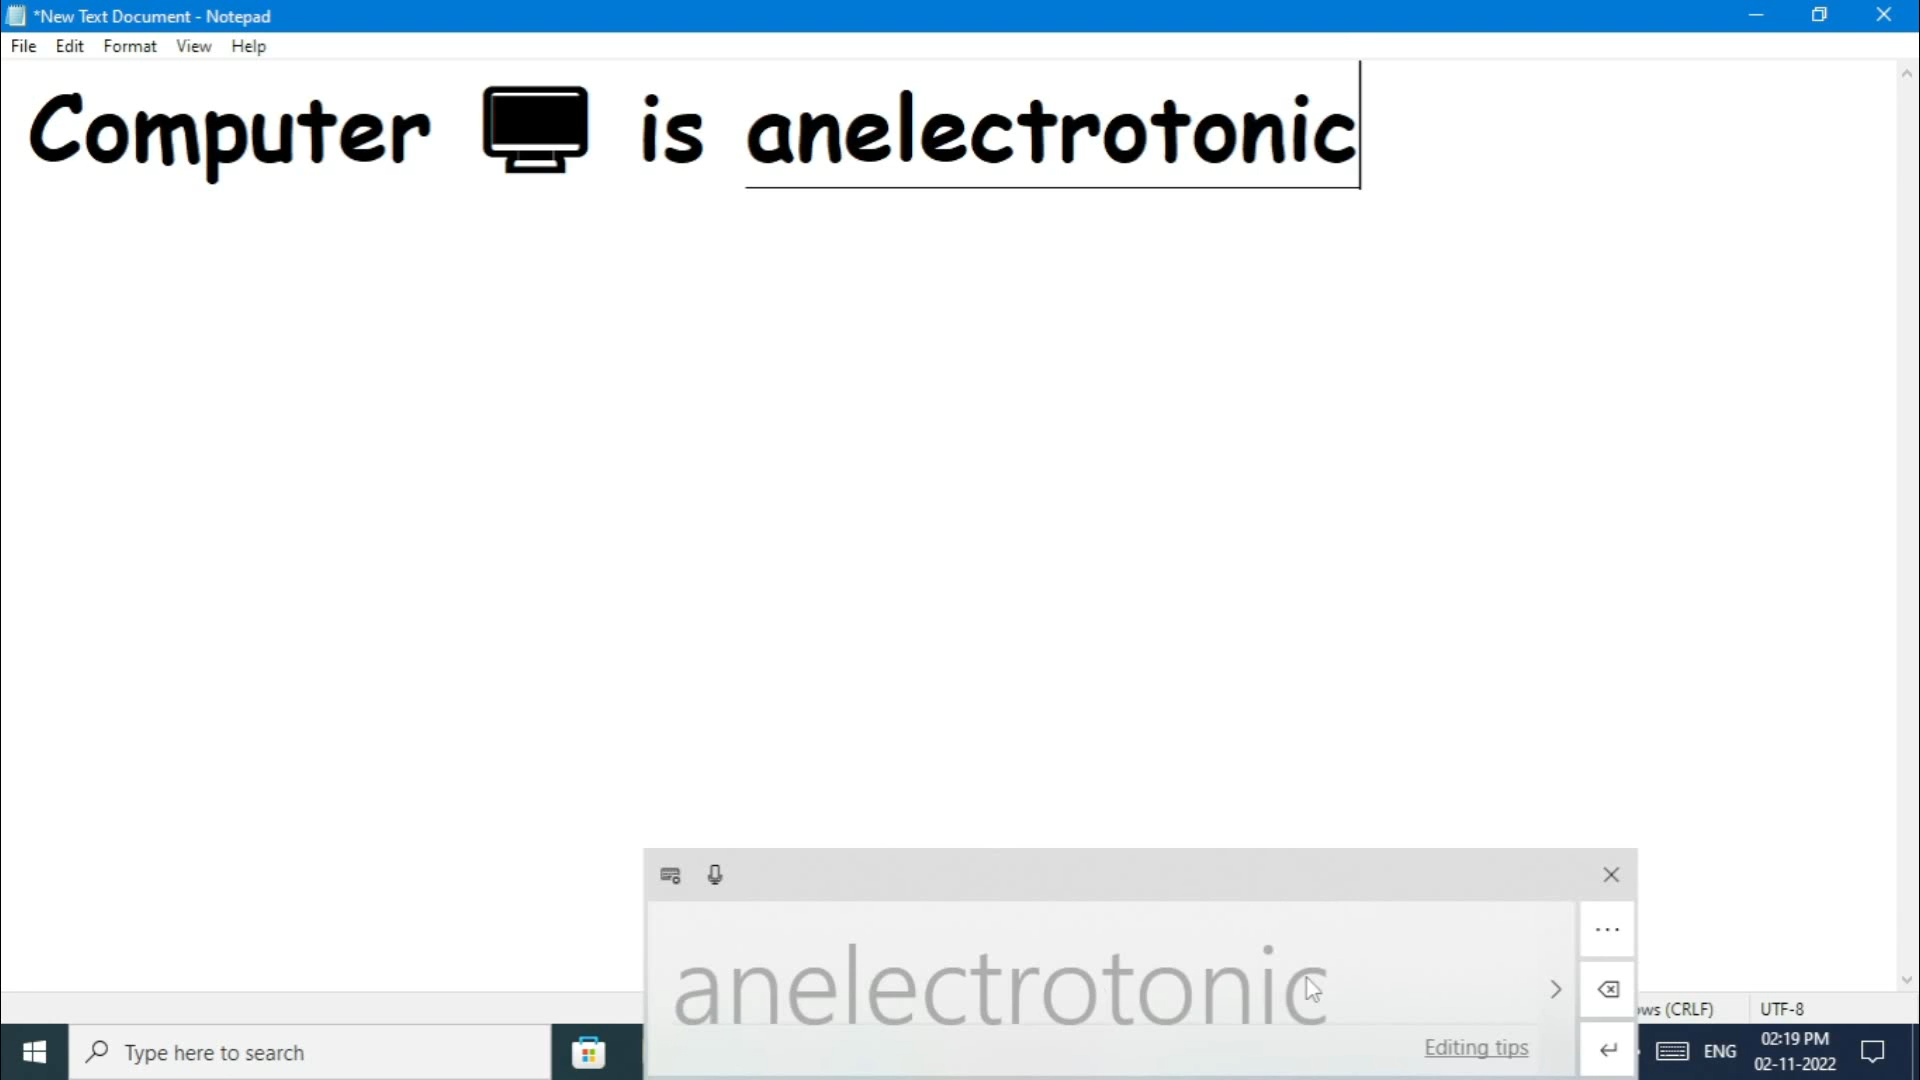 *New Text Document - Notepad
File Edit Format View Help
Computer 🖥 is anelectrotonic
anelectrotonic
Editing tips
ows (CRLF) UTF-8
Type here to search
ENG
02:19 PM
02-11-2022